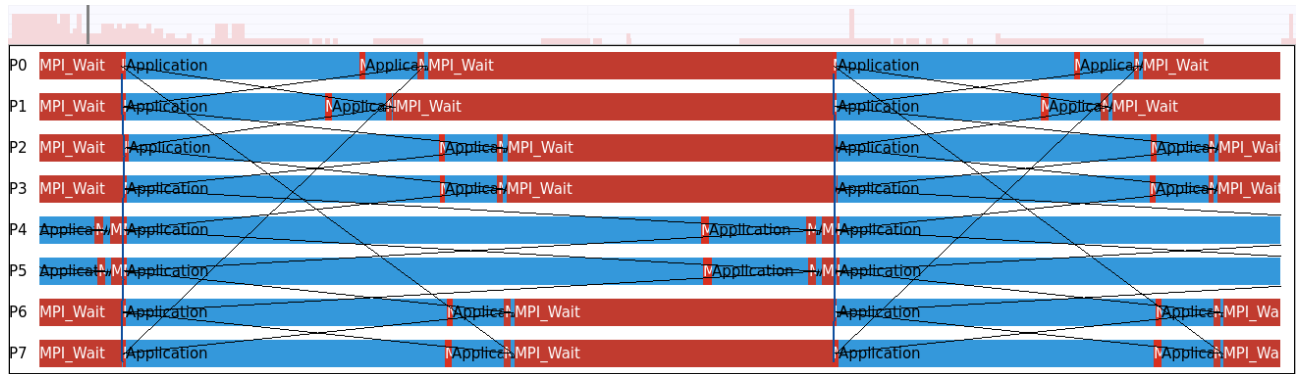 P0 MPI_Wait Application Applica MPI_Wait Application Applica MPI_Wait
P1 MPI_Wait Application M Applica MPI_Wait Application M Applica MPI_Wait
P2 MPI_Wait Application Applica MPI_Wait Application Applica MPI_Wai
P3 MPI_Wait Application Applica MPI_Wait Application Applica MPI_Wait
P4 Applica M Application M Application M M Application
P5 Applicat M Application M Application M M Application
P6 MPI_Wait Application Applica MPI_Wait Application Applica MPI_Wa
P7 MPI_Wait Application M Applica MPI_Wait Application M Applica MPI_Wa